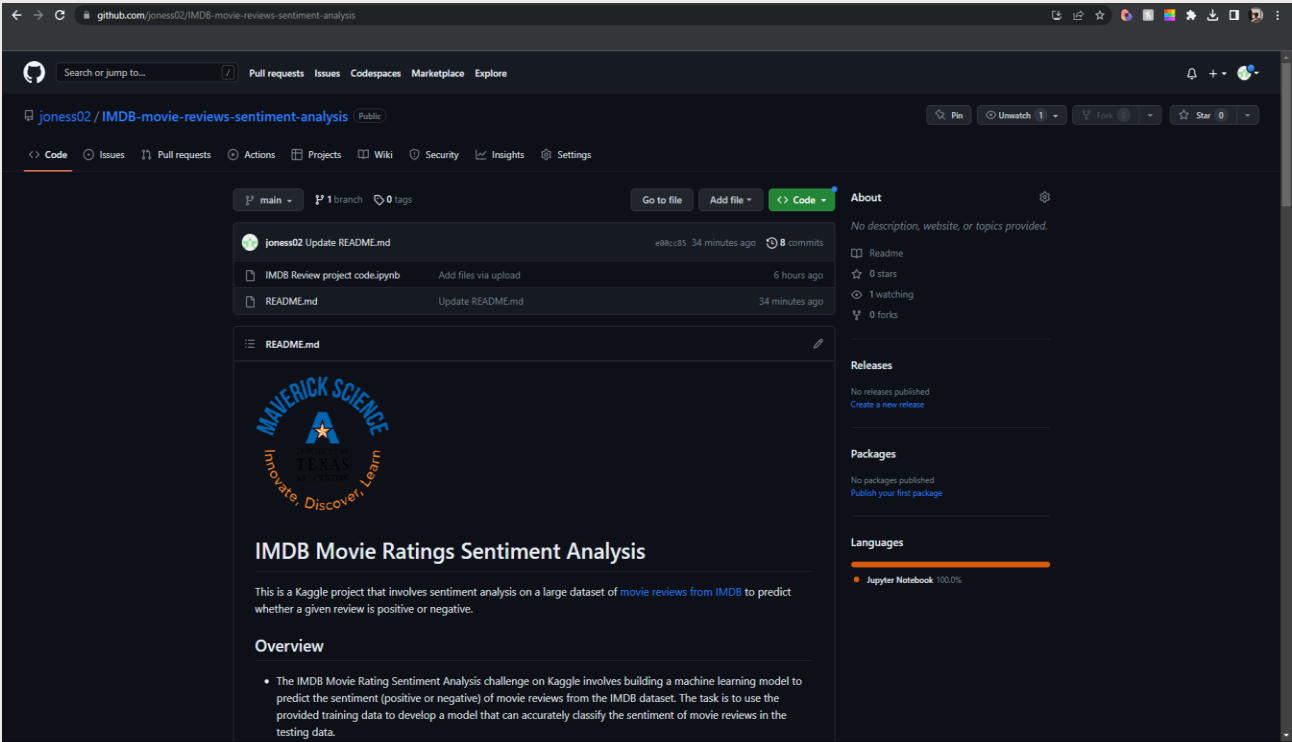 github.com/joness02/IMDB-movie-reviews-sentiment-analysis
Search or jump to... /
Pull requests Issues Codespaces Marketplace Explore
joness02 / IMDB-movie-reviews-sentiment-analysis Public
Pin Unwatch 1 Fork 0 Star 0
Code Issues Pull requests Actions Projects Wiki Security Insights Settings
main 1 branch 0 tags Go to file Add file Code
joness02 Update README.md e00cc85 34 minutes ago 8 commits
IMDB Review project code.ipynb Add files via upload 6 hours ago
README.md Update README.md 34 minutes ago
README.md
MAVERICK SCIENCE
TEXAS
Innovate, Discover, Learn
IMDB Movie Ratings Sentiment Analysis
This is a Kaggle project that involves sentiment analysis on a large dataset of movie reviews from IMDB to predict
whether a given review is positive or negative.
Overview
• The IMDB Movie Rating Sentiment Analysis challenge on Kaggle involves building a machine learning model to
predict the sentiment (positive or negative) of movie reviews from the IMDB dataset. The task is to use the
provided training data to develop a model that can accurately classify the sentiment of movie reviews in the
testing data.
About
No description, website, or topics provided.
Readme
0 stars
1 watching
0 forks
Releases
No releases published
Create a new release
Packages
No packages published
Publish your first package
Languages
Jupyter Notebook 100.0%